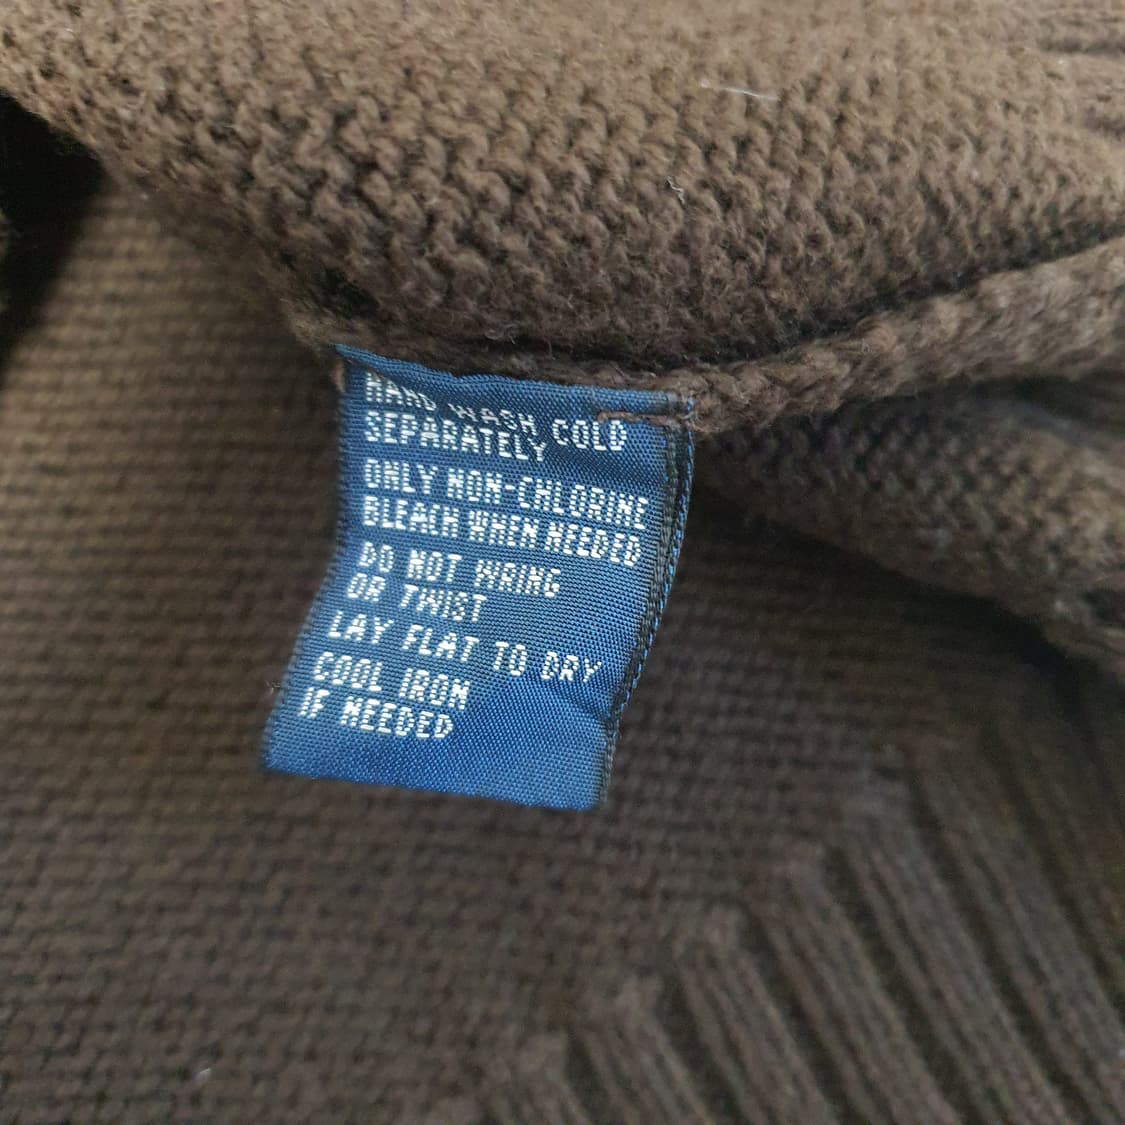 HAND WASH COLD
SEPARATELY
ONLY NON-CHLORINE
BLEACH WHEN NEEDED
DO NOT WRING
OR TWIST
LAY FLAT TO DRY
COOL IRON
IF NEEDED